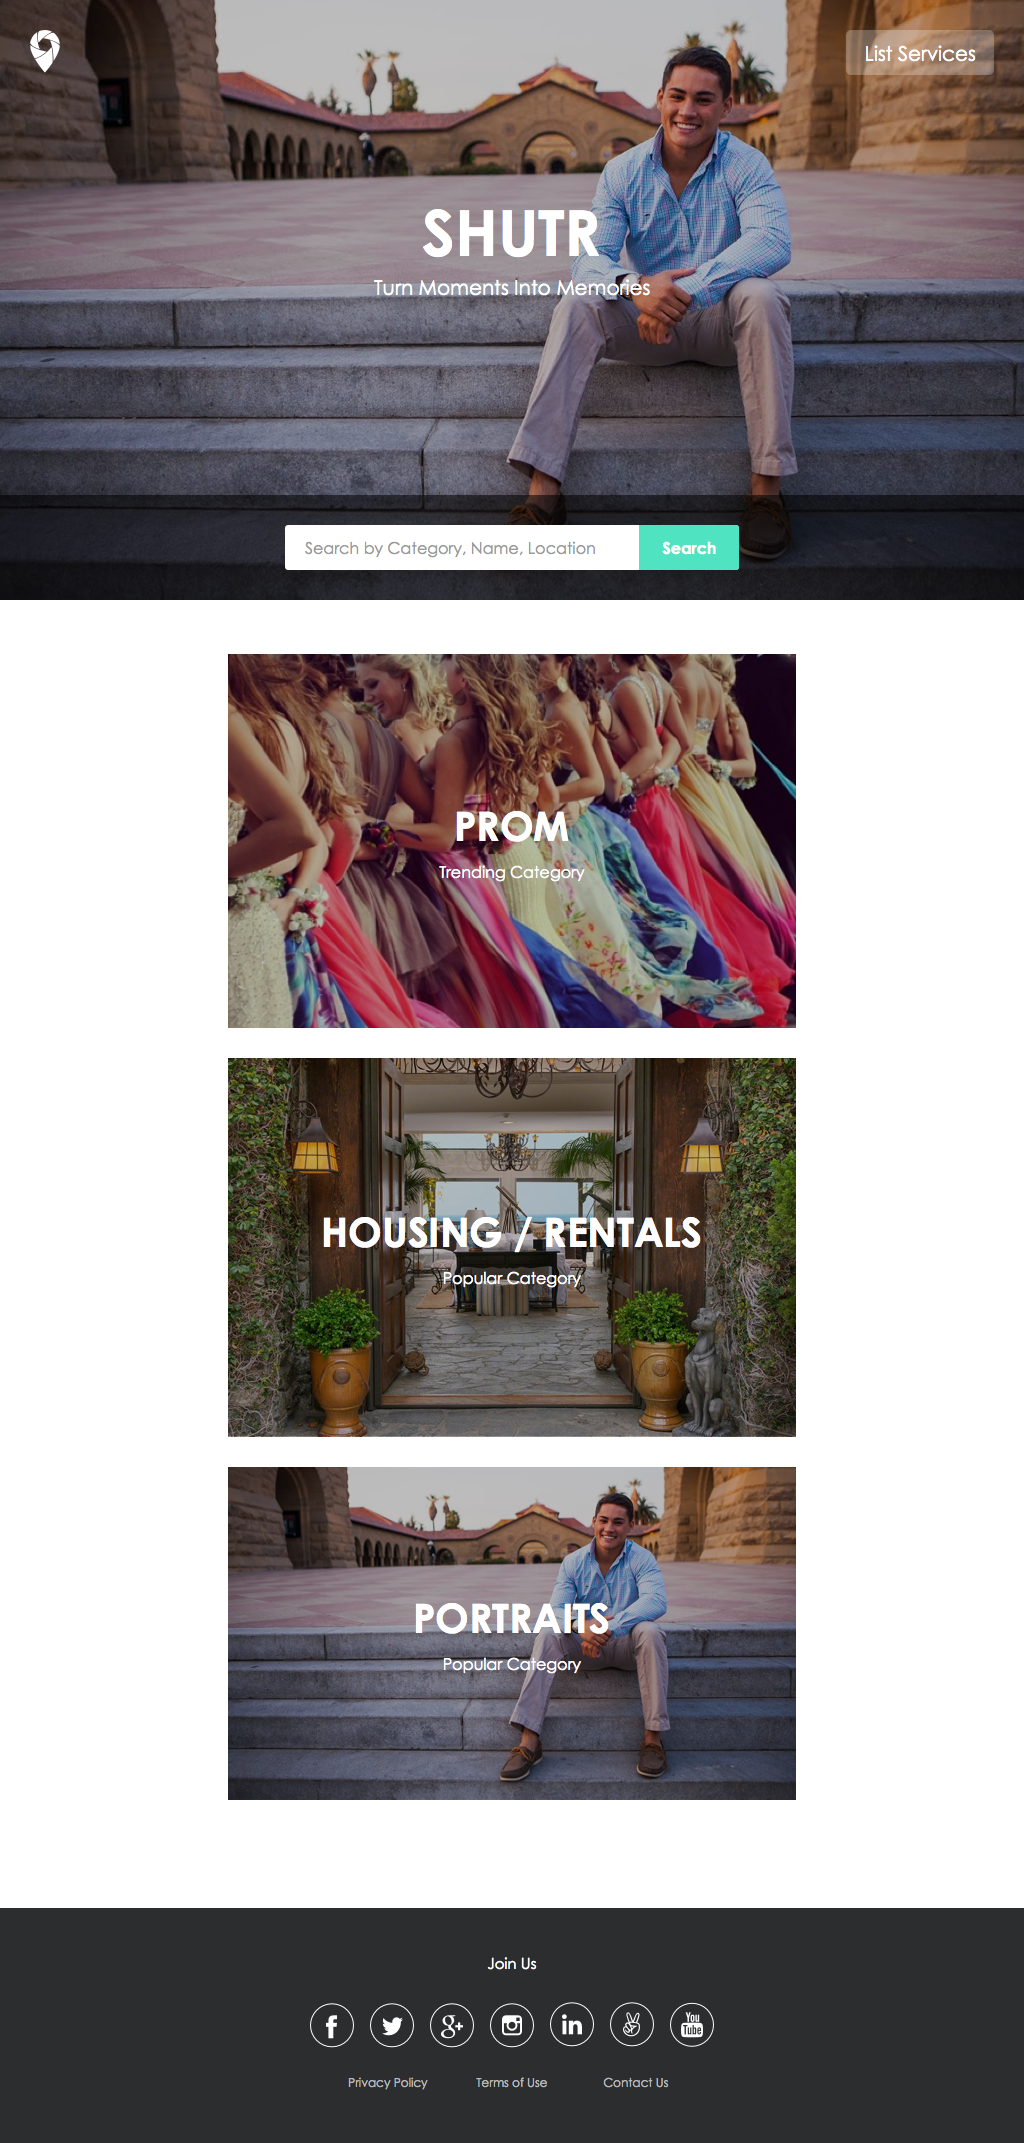 List Services
SHUTR
Turn Moments Into Memories
Search by Category, Name, Location
Search
PROM
Trending Category
HOUSING / RENTALS
Popular Category
PORTRAITS
Popular Category
Join Us
f g+ in You Tube
Privacy Policy Terms of Use Contact Us